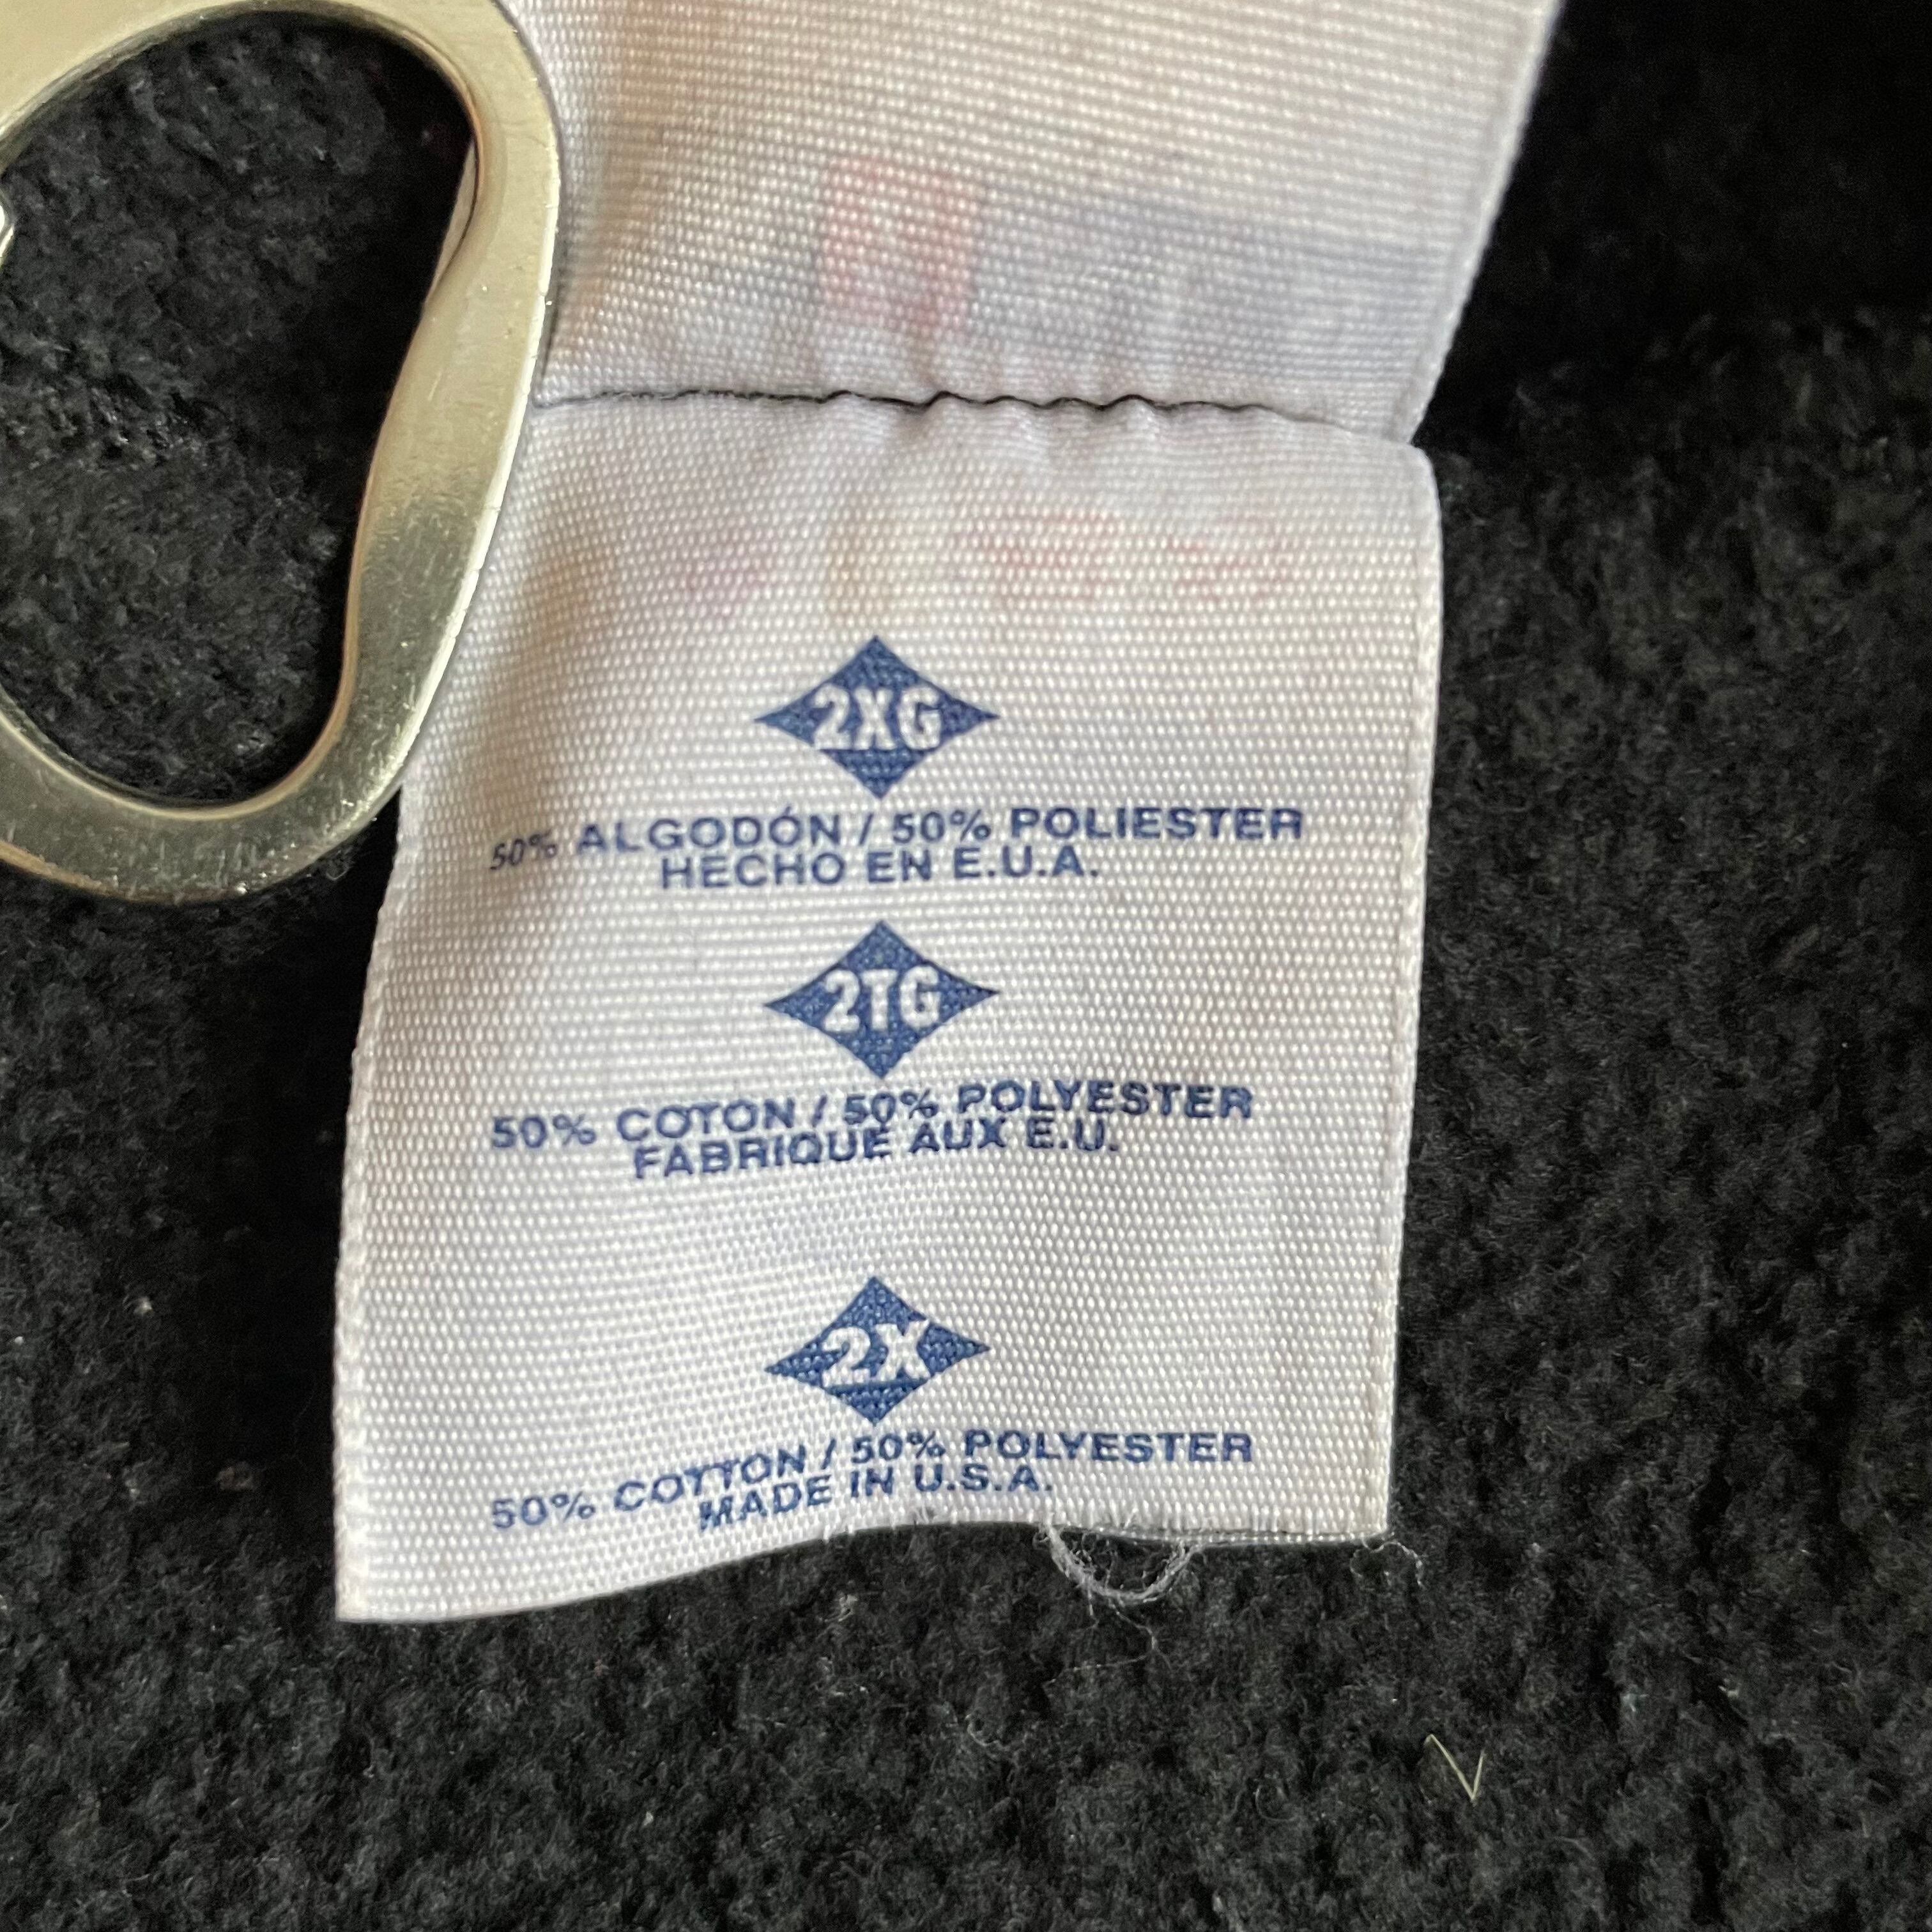 2XG
50% ALGODÓN / 50% POLIESTER
HECHO EN E.U.A.
2TG
50% COTON / 50% POLYESTER
FABRIQUE AUX E.U.
2X
50% COTTON / 50% POLYESTER
MADE IN U.S.A.